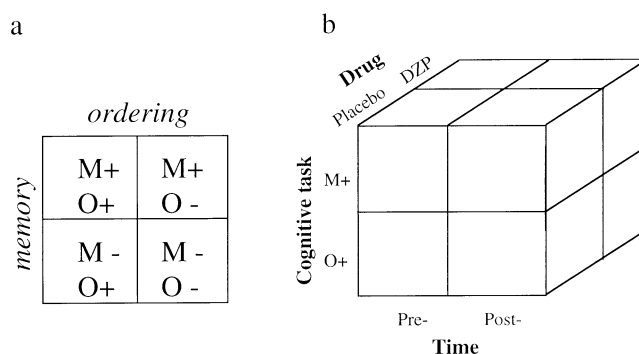 a
ordering
memory
M+ M+
O+ O -
M - M -
O+ O -
b
Drug
Placebo DZP
Cognitive task
M+
O+
Pre- Post-
Time